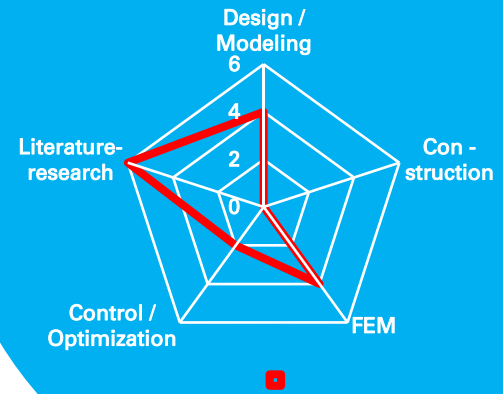 Design /
Modeling
6
4
2
0
Con -
struction
FEM
Control /
Optimization
Literature-
research